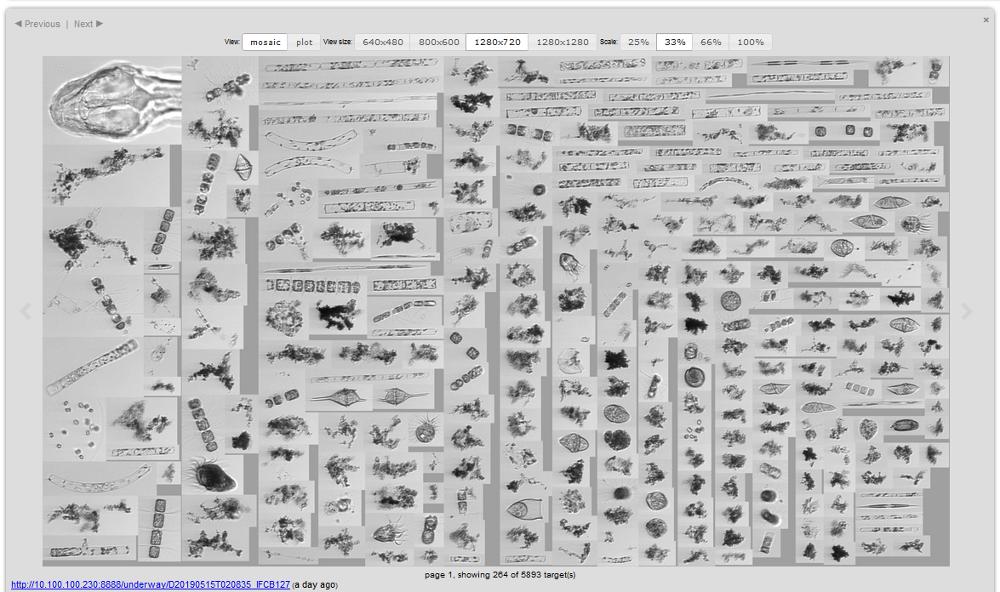 ◀ Previous | Next ▶ ×
View: mosaic plot View size: 640x480 800x600 1280x720 1280x1280 Scale: 25% 33% 66% 100%
page 1, showing 264 of 5893 target(s)
http://10.100.100.230:8888/underway/D20190515T020835_IFCB127 (a day ago)